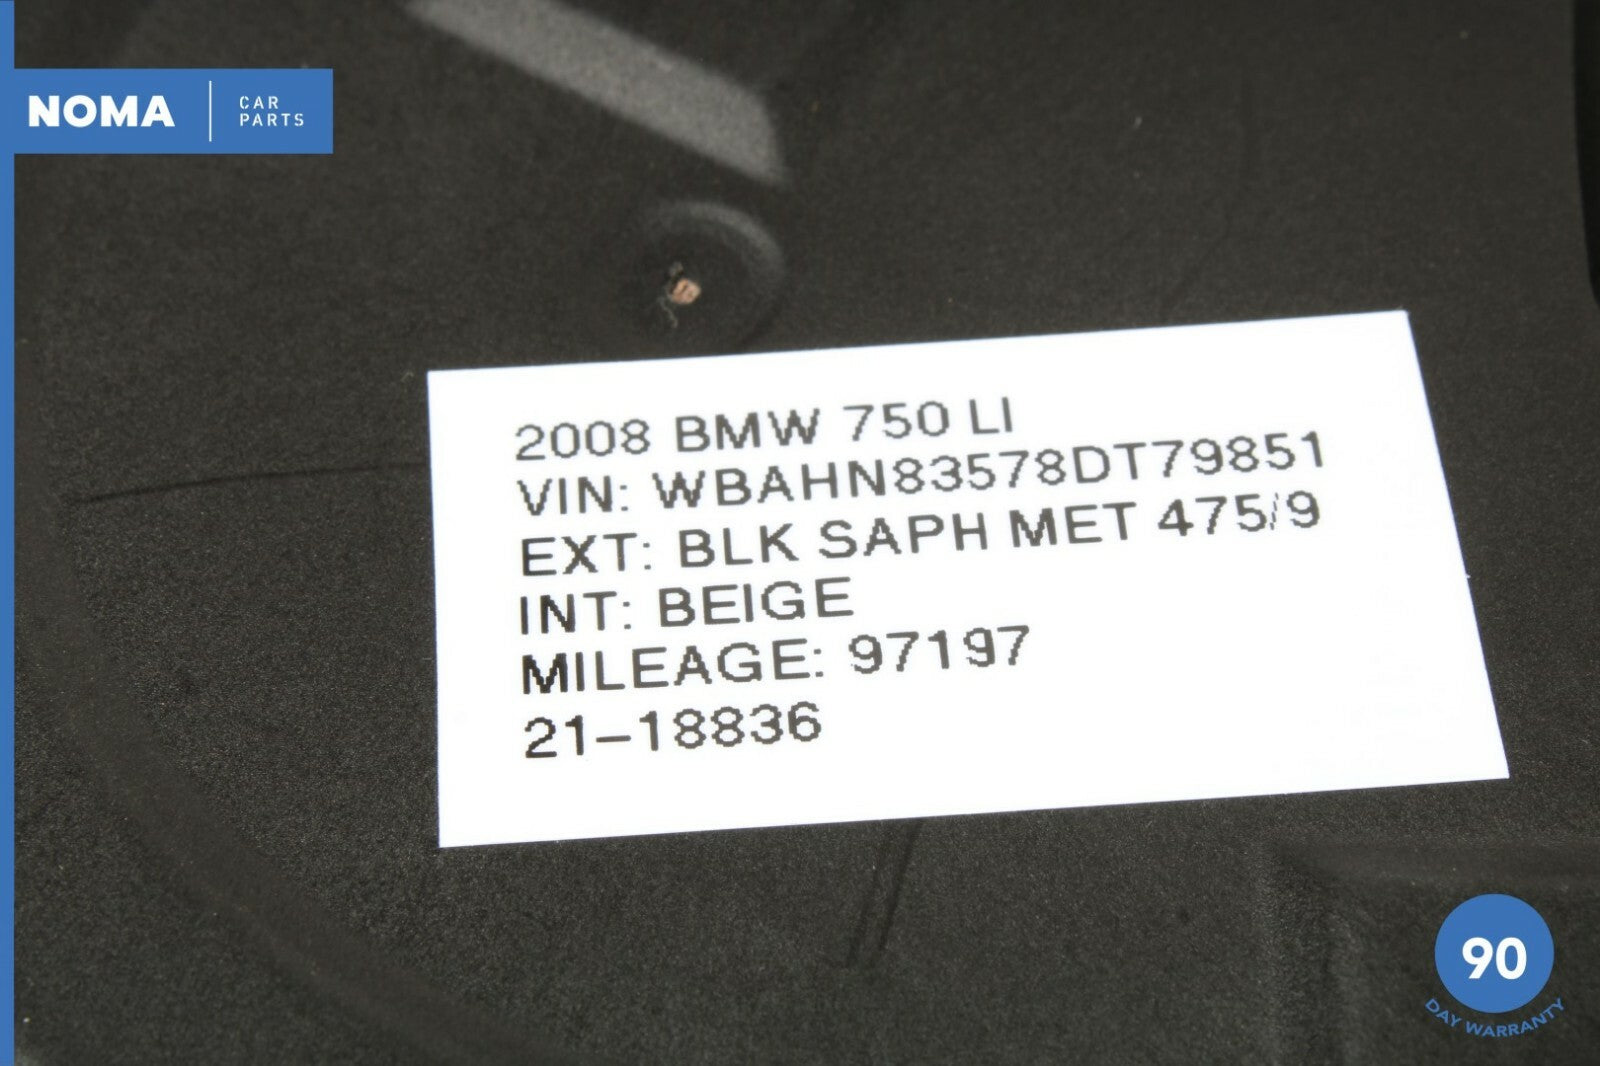 NOMA
CAR
PARTS
2008 BMW 750 LI
VIN: WBAHN83578DT79851
EXT: BLK SAPH MET 475/9
INT: BEIGE
MILEAGE: 97197
21-18836
90
DAY WARRANTY